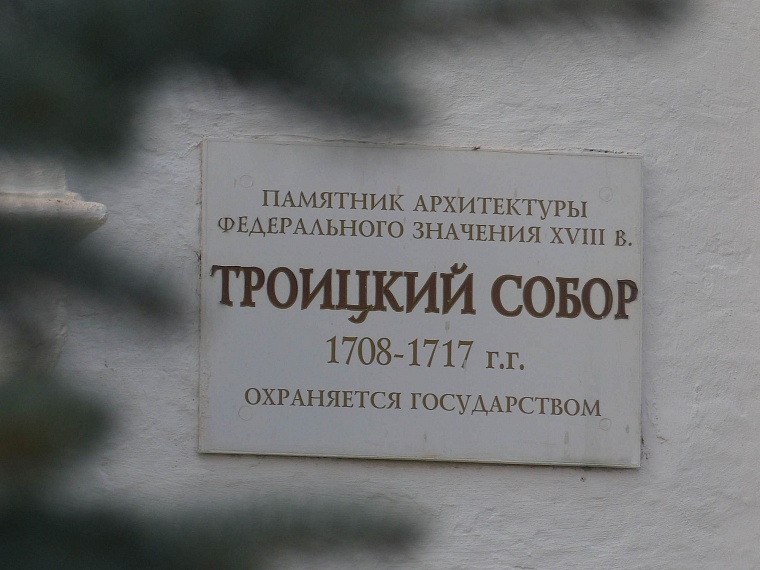 ПАМЯТНИК АРХИТЕКТУРЫ
ФЕДЕРАЛЬНОГО ЗНАЧЕНИЯ XVIII В.
ТРОИЦКИЙ СОБОР
1708-1717 г.г.
ОХРАНЯЕТСЯ ГОСУДАРСТВОМ